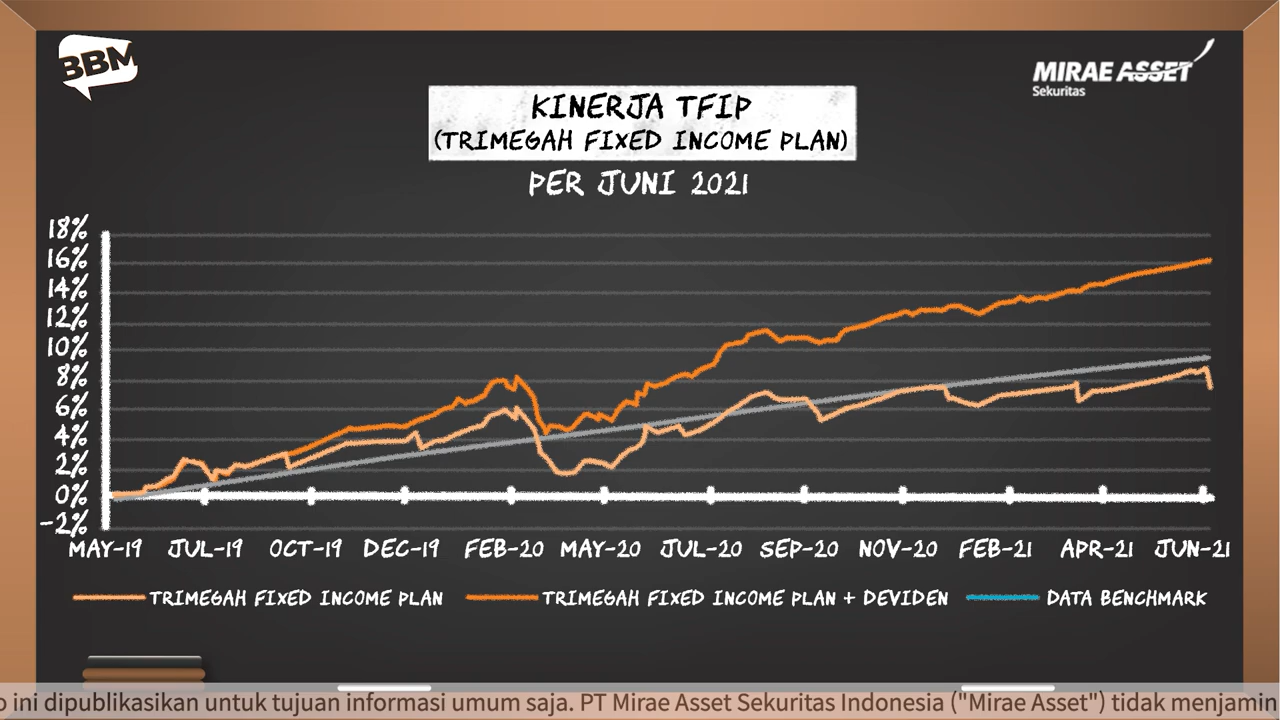 BBM
MIRAE ASSET
Sekuritas
KINERJA TFIP
(TRIMEGAH FIXED INCOME PLAN)
PER JUNI 2021
18%
16%
14%
12%
10%
8%
6%
4%
2%
0%
-2%
MAY-19 JUL-19 OCT-19 DEC-19 FEB-20 MAY-20 JUL-20 SEP-20 NOV-20 FEB-21 APR-21 JUN-21
TRIMEGAH FIXED INCOME PLAN TRIMEGAH FIXED INCOME PLAN + DEVIDEN DATA BENCHMARK
o ini dipublikasikan untuk tujuan informasi umum saja. PT Mirae Asset Sekuritas Indonesia ("Mirae Asset") tidak menjamin